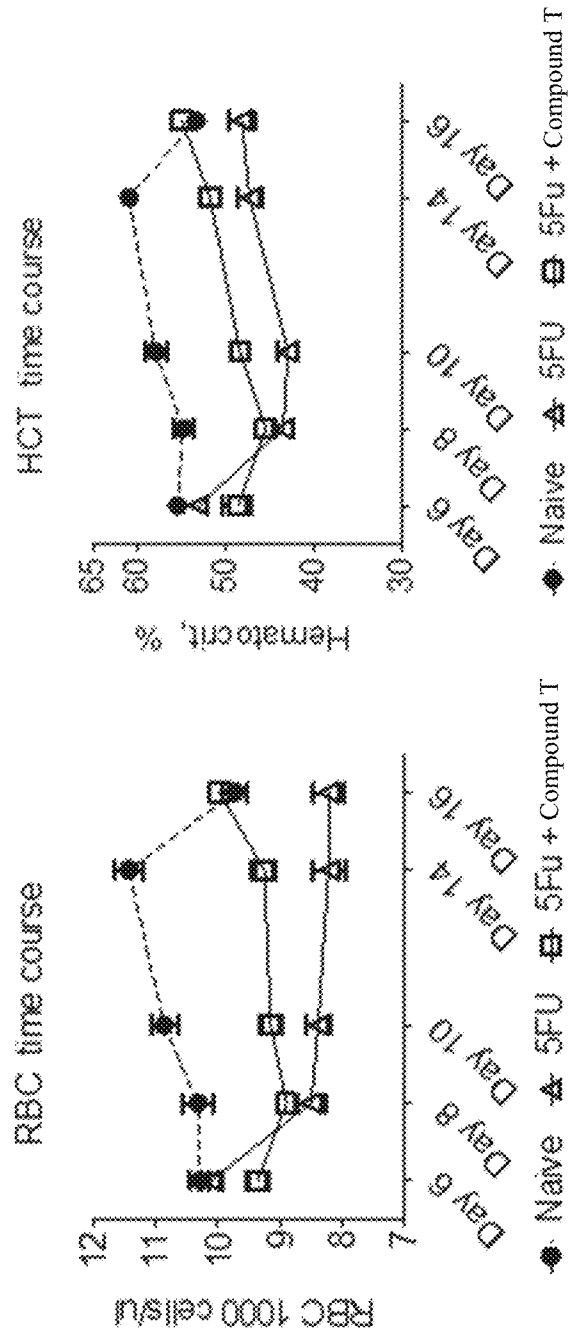 RBC time course
RBC 1000 cells/ul
12
11
10
9
8
7
Day 6
Day 8
Day 10
Day 14
Day 16
Naive 5FU 5Fu + Compound T
HCT time course
Hematocrit, %
65
60
50
40
30
Day 6
Day 8
Day 10
Day 14
Day 16
Naive 5FU 5Fu + Compound T